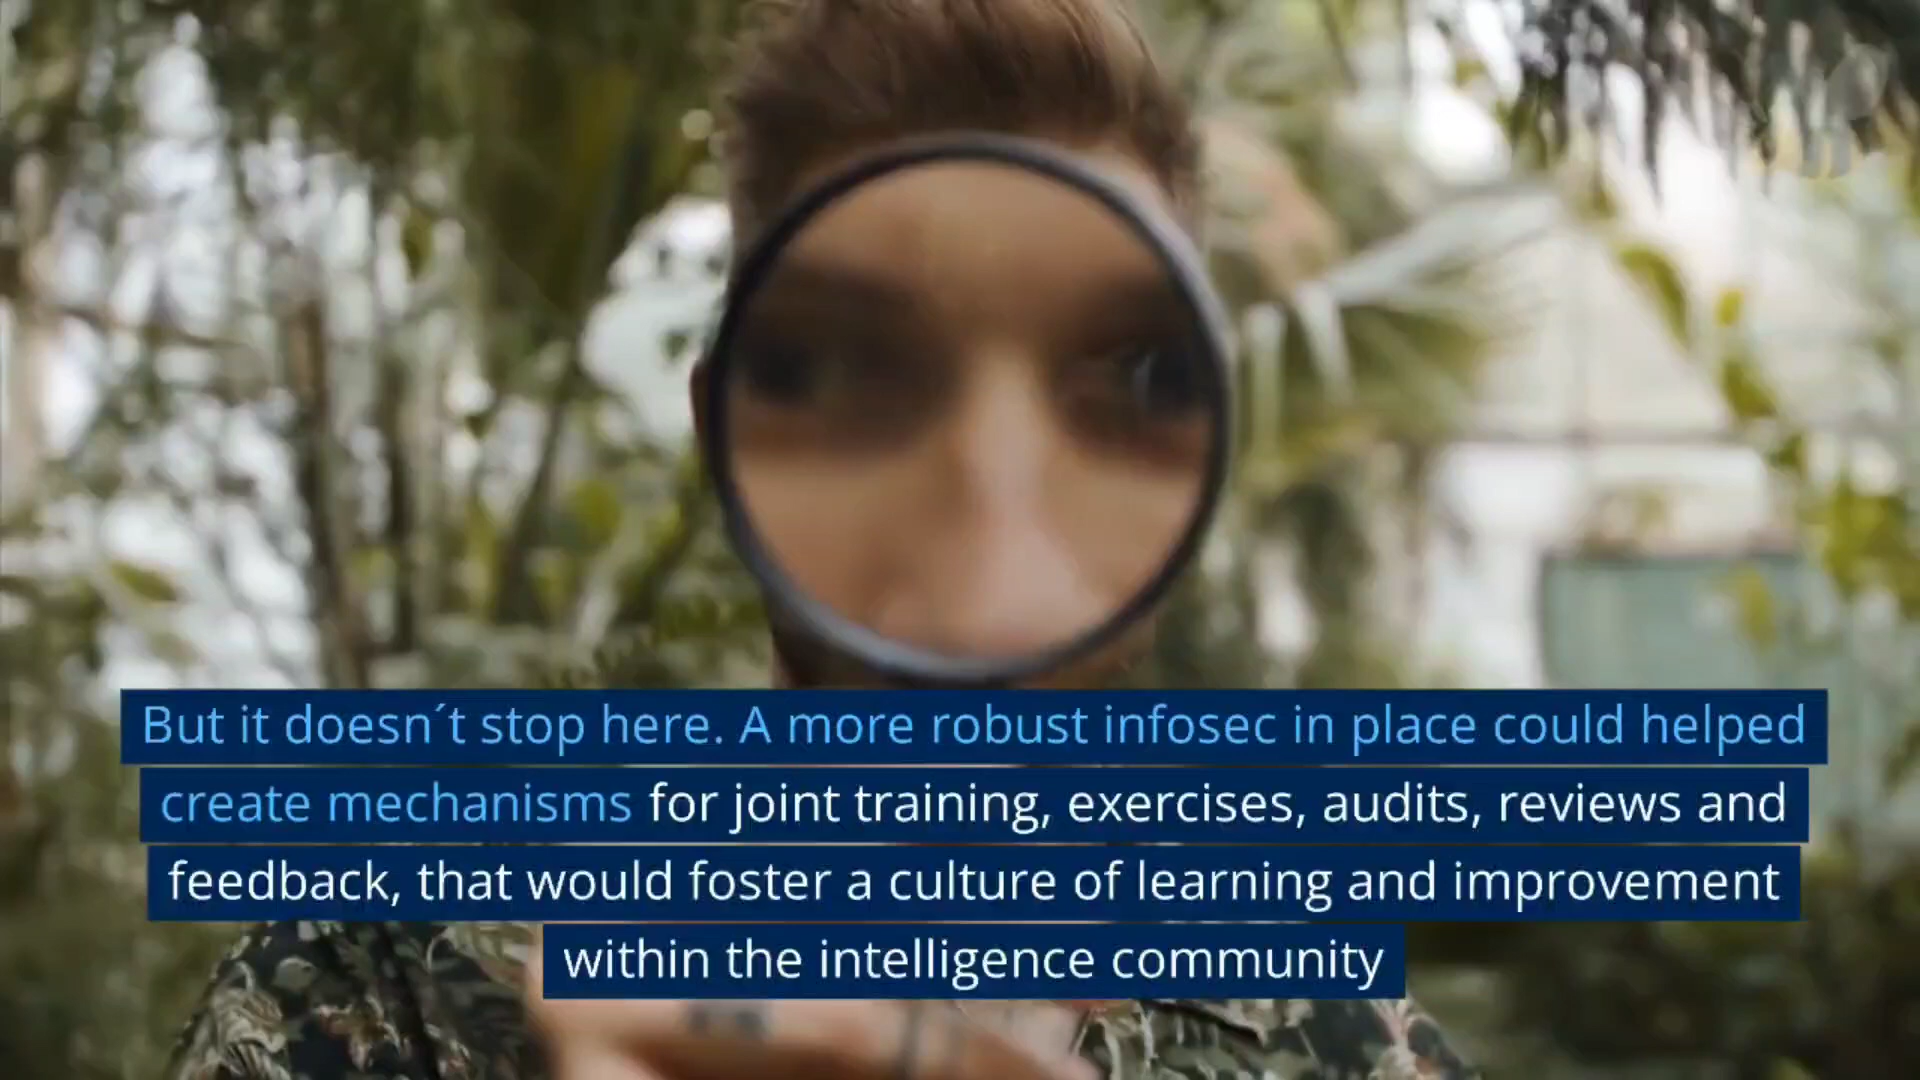 But it doesn´t stop here. A more robust infosec in place could helped
create mechanisms for joint training, exercises, audits, reviews and
feedback, that would foster a culture of learning and improvement
within the intelligence community